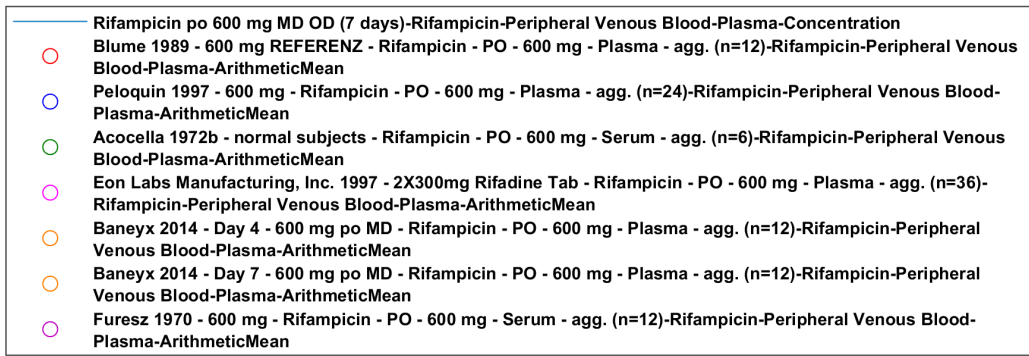 Rifampicin po 600 mg MD OD (7 days)-Rifampicin-Peripheral Venous Blood-Plasma-Concentration
Blume 1989 - 600 mg REFERENZ - Rifampicin - PO - 600 mg - Plasma - agg. (n=12)-Rifampicin-Peripheral Venous
Blood-Plasma-ArithmeticMean
Peloquin 1997 - 600 mg - Rifampicin - PO - 600 mg - Plasma - agg. (n=24)-Rifampicin-Peripheral Venous Blood-
Plasma-ArithmeticMean
Acocella 1972b - normal subjects - Rifampicin - PO - 600 mg - Serum - agg. (n=6)-Rifampicin-Peripheral Venous
Blood-Plasma-ArithmeticMean
Eon Labs Manufacturing, Inc. 1997 - 2X300mg Rifadine Tab - Rifampicin - PO - 600 mg - Plasma - agg. (n=36)-
Rifampicin-Peripheral Venous Blood-Plasma-ArithmeticMean
Baneyx 2014 - Day 4 - 600 mg po MD - Rifampicin - PO - 600 mg - Plasma - agg. (n=12)-Rifampicin-Peripheral
Venous Blood-Plasma-ArithmeticMean
Baneyx 2014 - Day 7 - 600 mg po MD - Rifampicin - PO - 600 mg - Plasma - agg. (n=12)-Rifampicin-Peripheral
Venous Blood-Plasma-ArithmeticMean
Furesz 1970 - 600 mg - Rifampicin - PO - 600 mg - Serum - agg. (n=12)-Rifampicin-Peripheral Venous Blood-
Plasma-ArithmeticMean